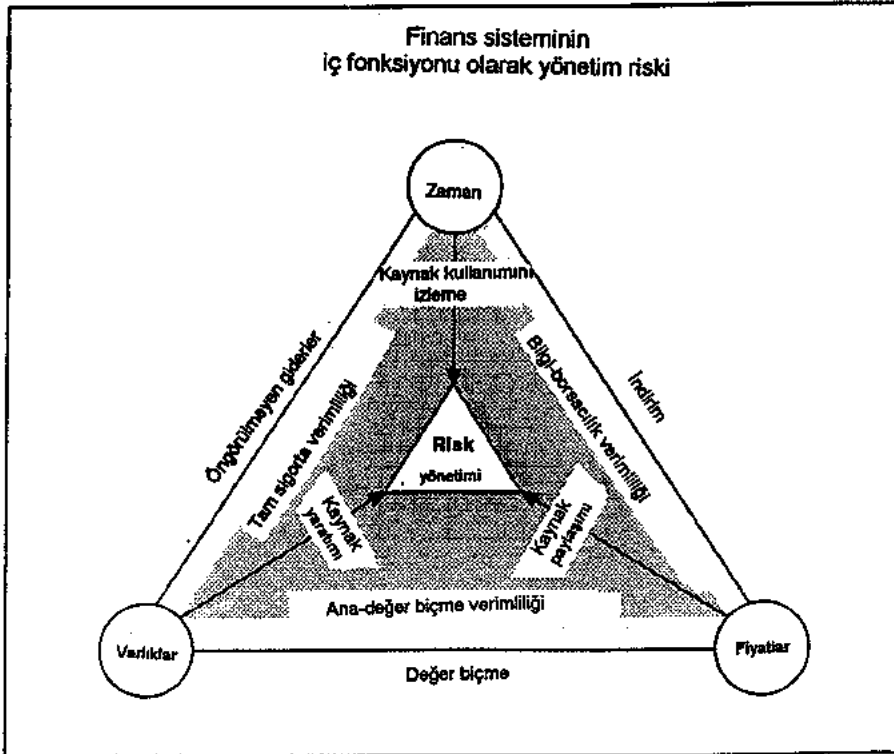 Finans sisteminin
iç fonksiyonu olarak yönetim riski
Zaman
Kaynak kullanımını
izleme
Öngörülmayen giderler
Tam sigorta verimliliği
Bilgi-borsacılık verimliliği
İndirim
Risk
yönetimi
Kaynak
yaratımı
Kaynak
paylaşımı
Ana-değer biçme verimliliği
Varlıklar
Fiyatlar
Değer biçme